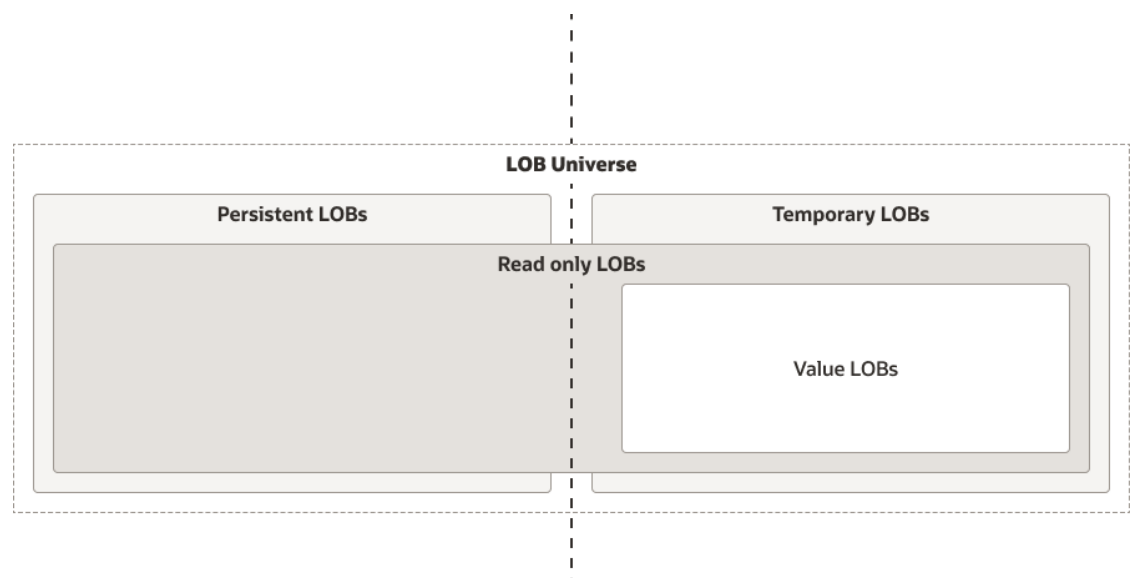 LOB Universe
Persistent LOBs
Temporary LOBs
Read only LOBs
Value LOBs